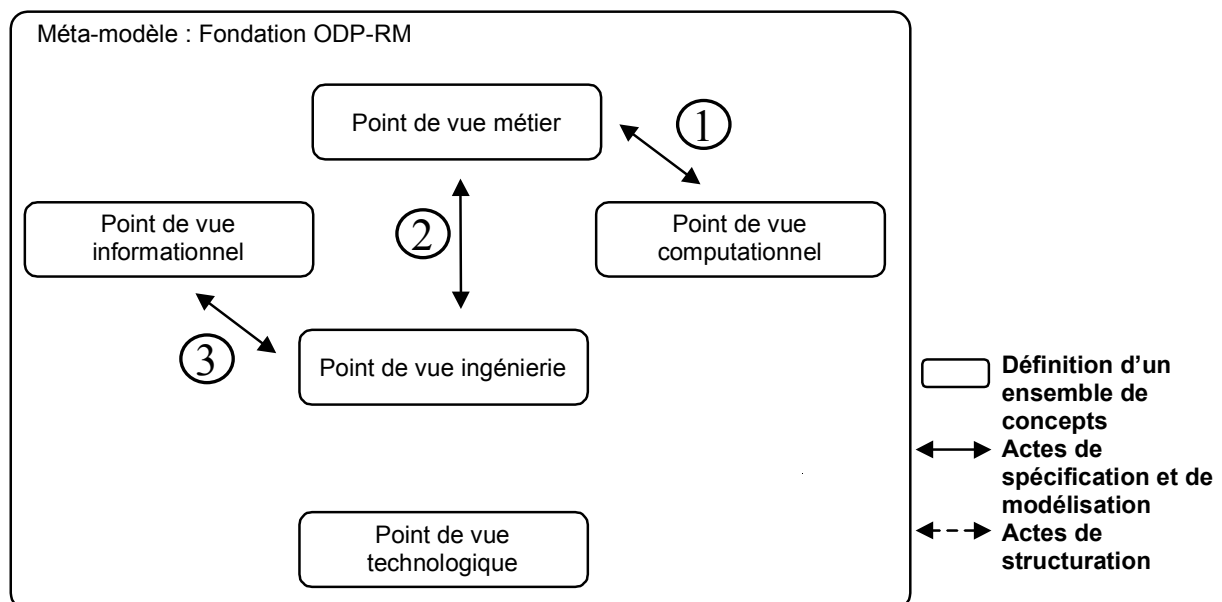 Méta-modèle : Fondation ODP-RM
Point de vue métier
1
Point de vue
informationnel
2
Point de vue
computationnel
3
Point de vue ingénierie
Point de vue
technologique
Définition d’un
ensemble de
concepts
Actes de
spécification et de
modélisation
Actes de
structuration